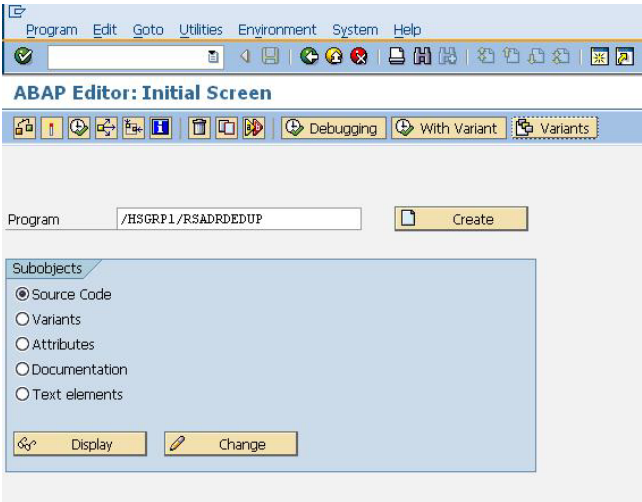 Program Edit Goto Utilities Environment System Help
ABAP Editor: Initial Screen
Debugging With Variant Variants
Program /HSGRP1/RSADRDEDUP Create
Subobjects
Source Code
Variants
Attributes
Documentation
Text elements
Display Change